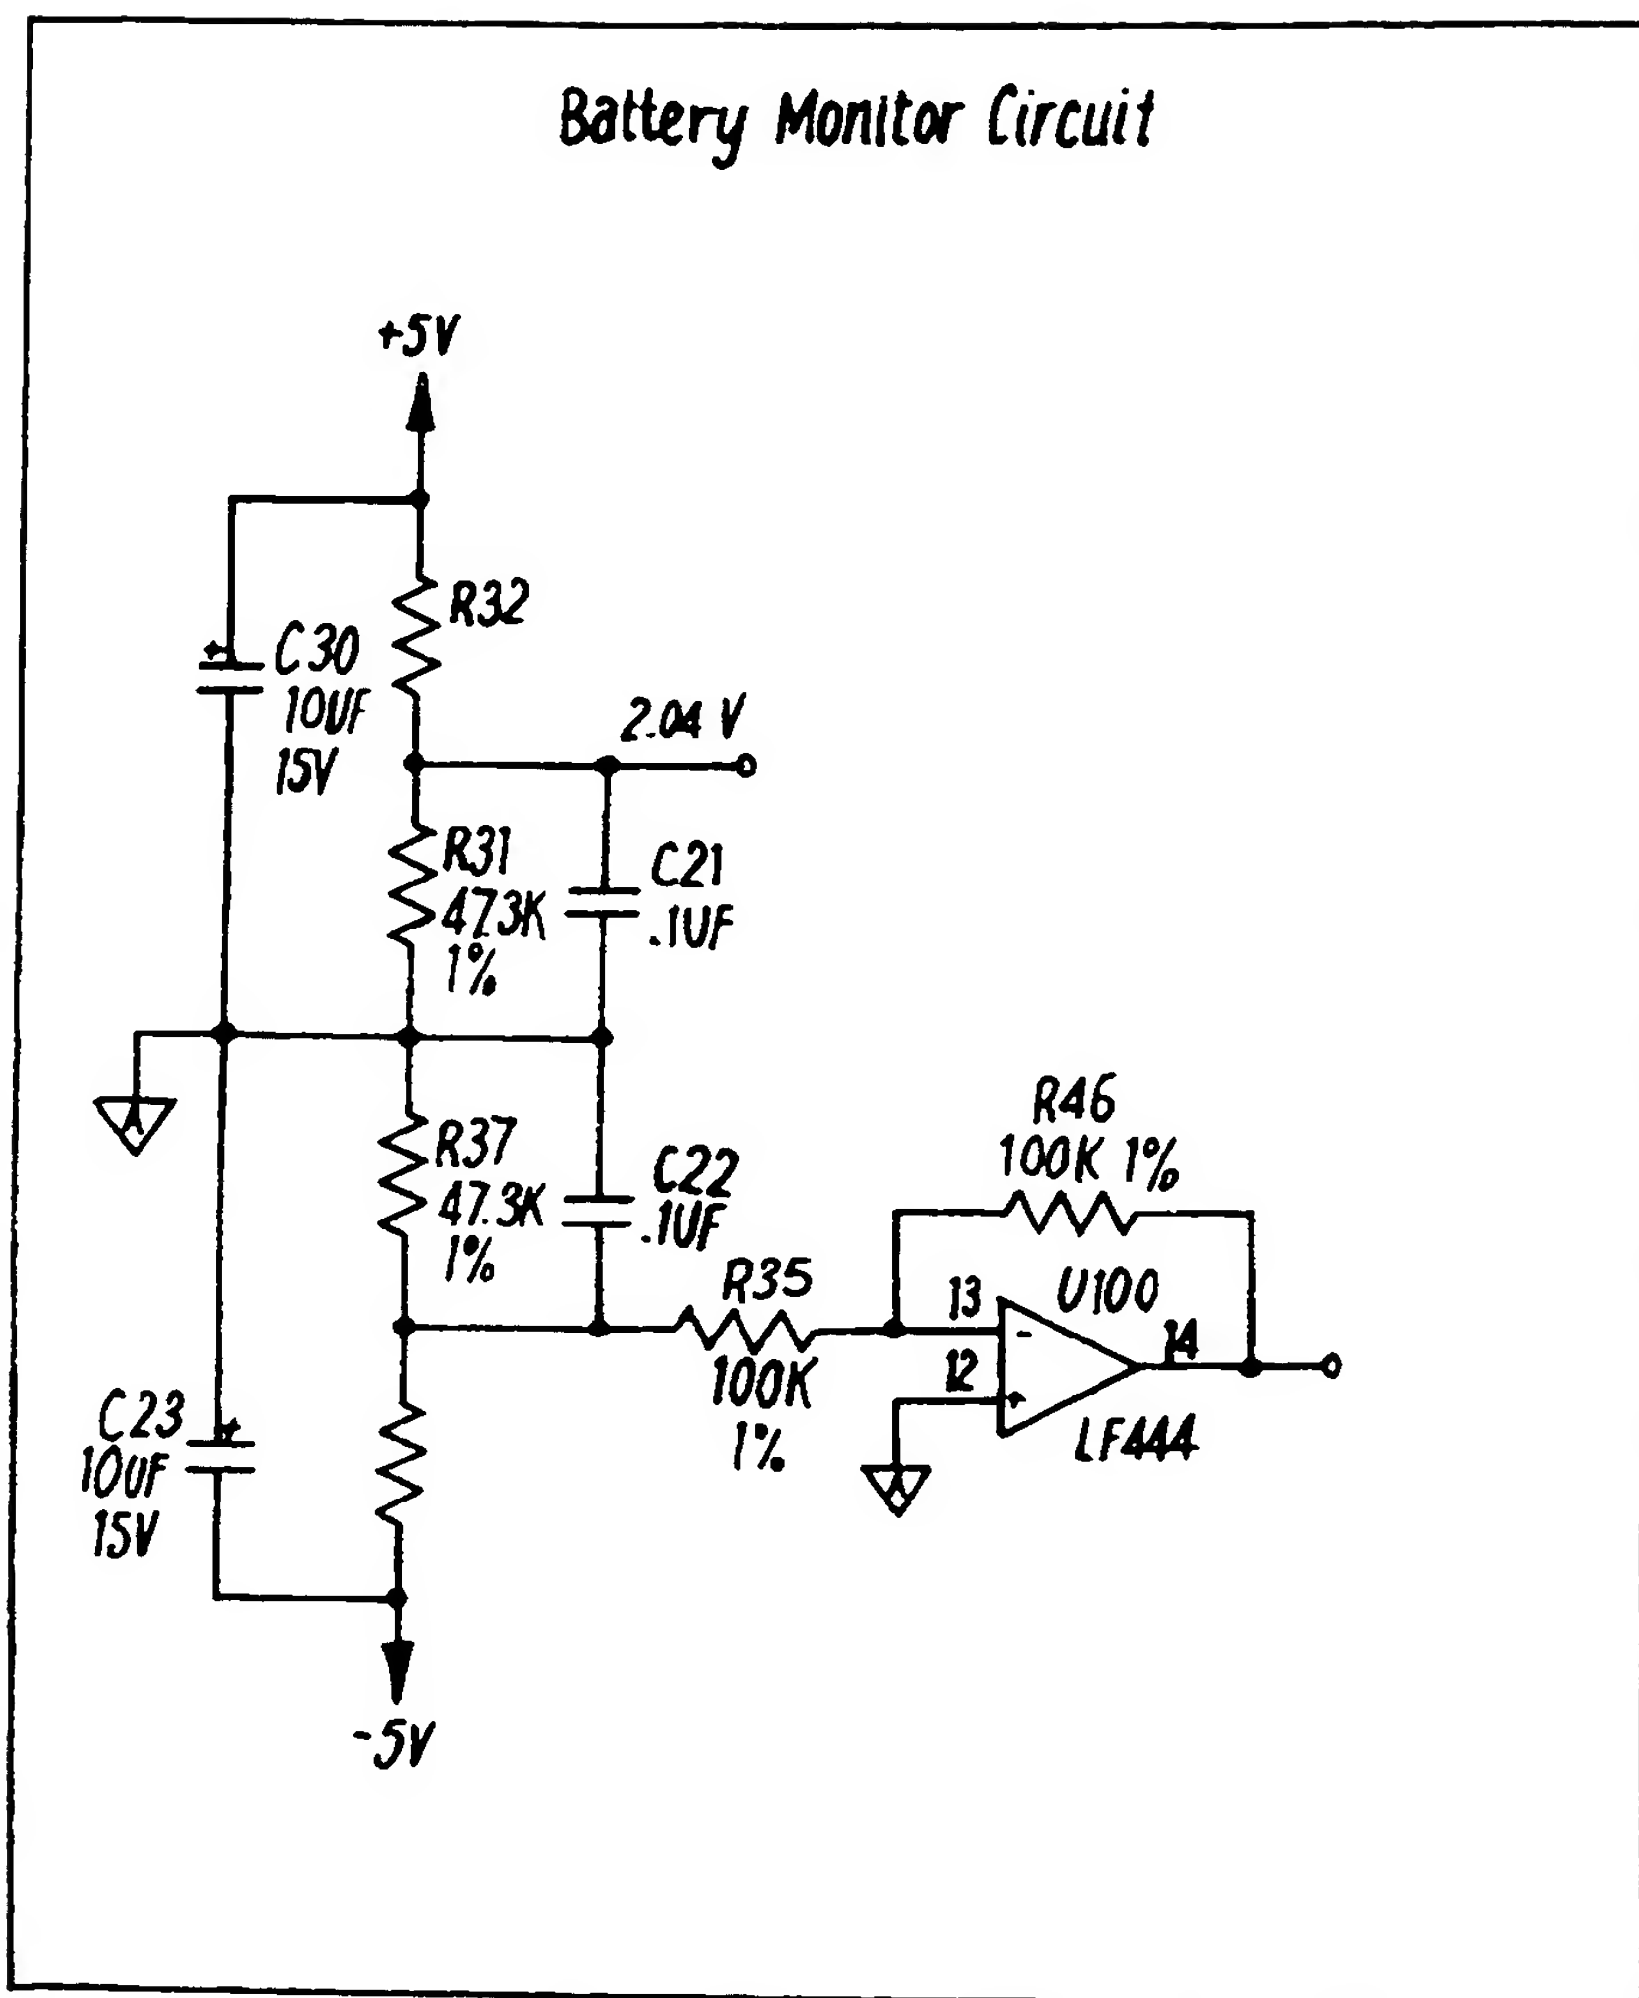 Battery Monitor Circuit
+5V
R32
+
C30
10UF
15V
2.04 V
R31
47.3K
1%
C21
.1UF
A
R37
47.3K
1%
C22
.1UF
R46
100K 1%
R35
100K
1%
13
12
-
+
U100
14
LF444
A
C23
10UF
15V
+
-5V